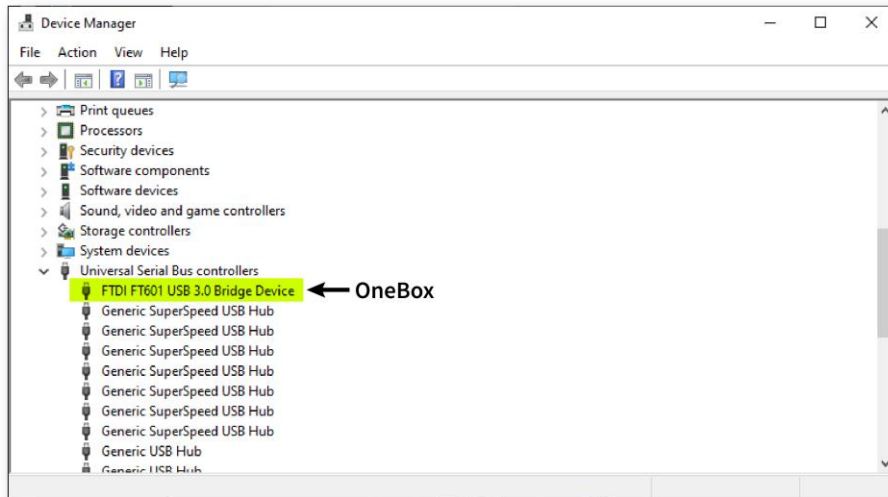 Device Manager
File Action View Help
Print queues
Processors
Security devices
Software components
Software devices
Sound, video and game controllers
Storage controllers
System devices
Universal Serial Bus controllers
FTDI FT601 USB 3.0 Bridge Device OneBox
Generic SuperSpeed USB Hub
Generic SuperSpeed USB Hub
Generic SuperSpeed USB Hub
Generic SuperSpeed USB Hub
Generic SuperSpeed USB Hub
Generic SuperSpeed USB Hub
Generic SuperSpeed USB Hub
Generic USB Hub
Generic USB Hub